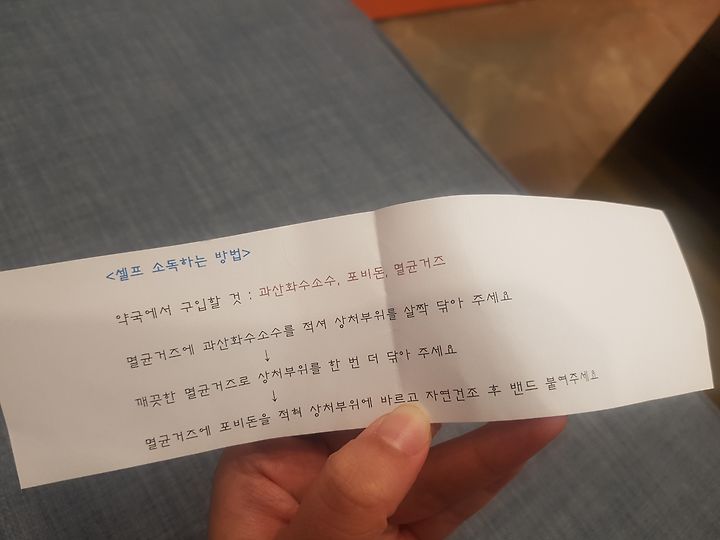 <셀프 소독하는 방법>
약국에서 구입할 것 : 과산화수소수, 포비돈, 멸균거즈
멸균거즈에 과산화수소수를 적셔 상처부위를 살짝 닦아 주세요
↓
깨끗한 멸균거즈로 상처부위를 한 번 더 닦아 주세요
↓
멸균거즈에 포비돈을 적혀 상처부위에 바르고 자연건조 후 밴드 붙여주세요